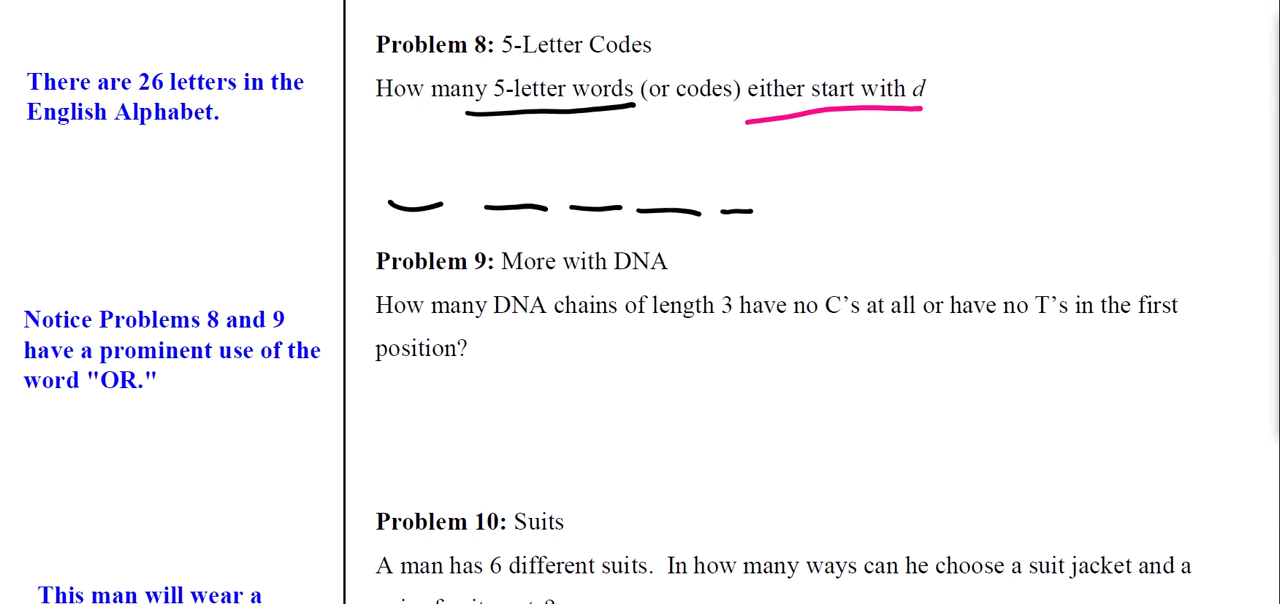 There are 26 letters in the
English Alphabet.
Notice Problems 8 and 9
have a prominent use of the
word "OR."
This man will wear a
Problem 8: 5-Letter Codes
How many 5-letter words (or codes) either start with d
Problem 9: More with DNA
How many DNA chains of length 3 have no C’s at all or have no T’s in the first
position?
Problem 10: Suits
A man has 6 different suits. In how many ways can he choose a suit jacket and a